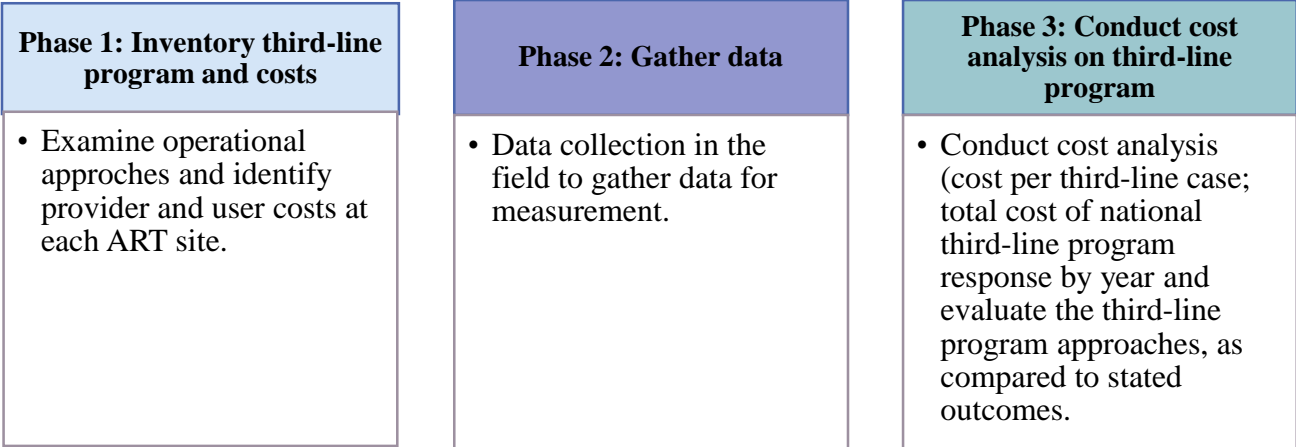 Phase 1: Inventory third-line
program and costs
• Examine operational
approches and identify
provider and user costs at
each ART site.
Phase 2: Gather data
• Data collection in the
field to gather data for
measurement.
Phase 3: Conduct cost
analysis on third-line
program
• Conduct cost analysis
(cost per third-line case;
total cost of national
third-line program
response by year and
evaluate the third-line
program approaches, as
compared to stated
outcomes.